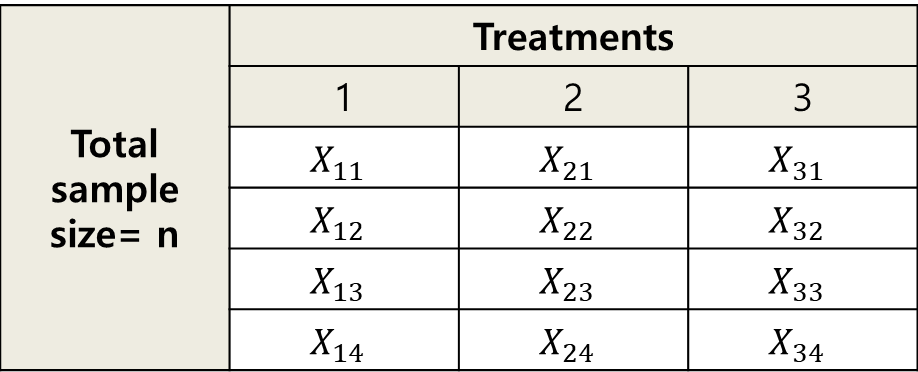 Treatments
1 2 3
Total
sample
size= n
X₁₁ X₂₁ X₃₁
X₁₂ X₂₂ X₃₂
X₁₃ X₂₃ X₃₃
X₁₄ X₂₄ X₃₄